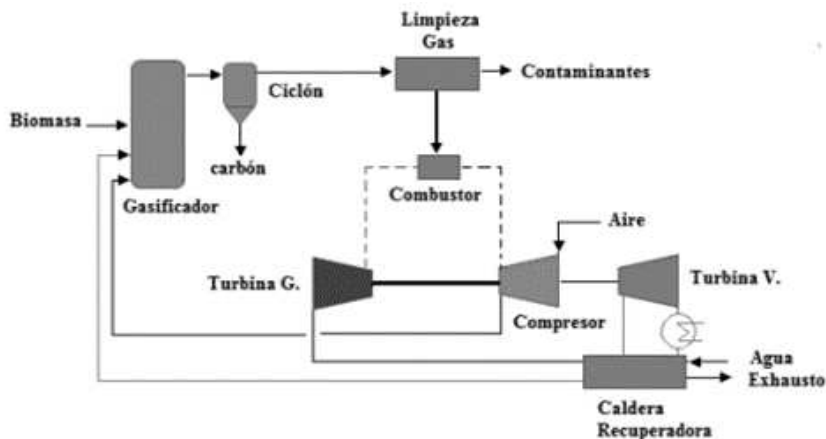 Limpieza
Gas
Contaminantes
Ciclón
Biomasa
carbón
Combustor
Gasificador
Aire
Turbina G.
Turbina V.
Compresor
Agua
Exhausto
Caldera
Recuperadora